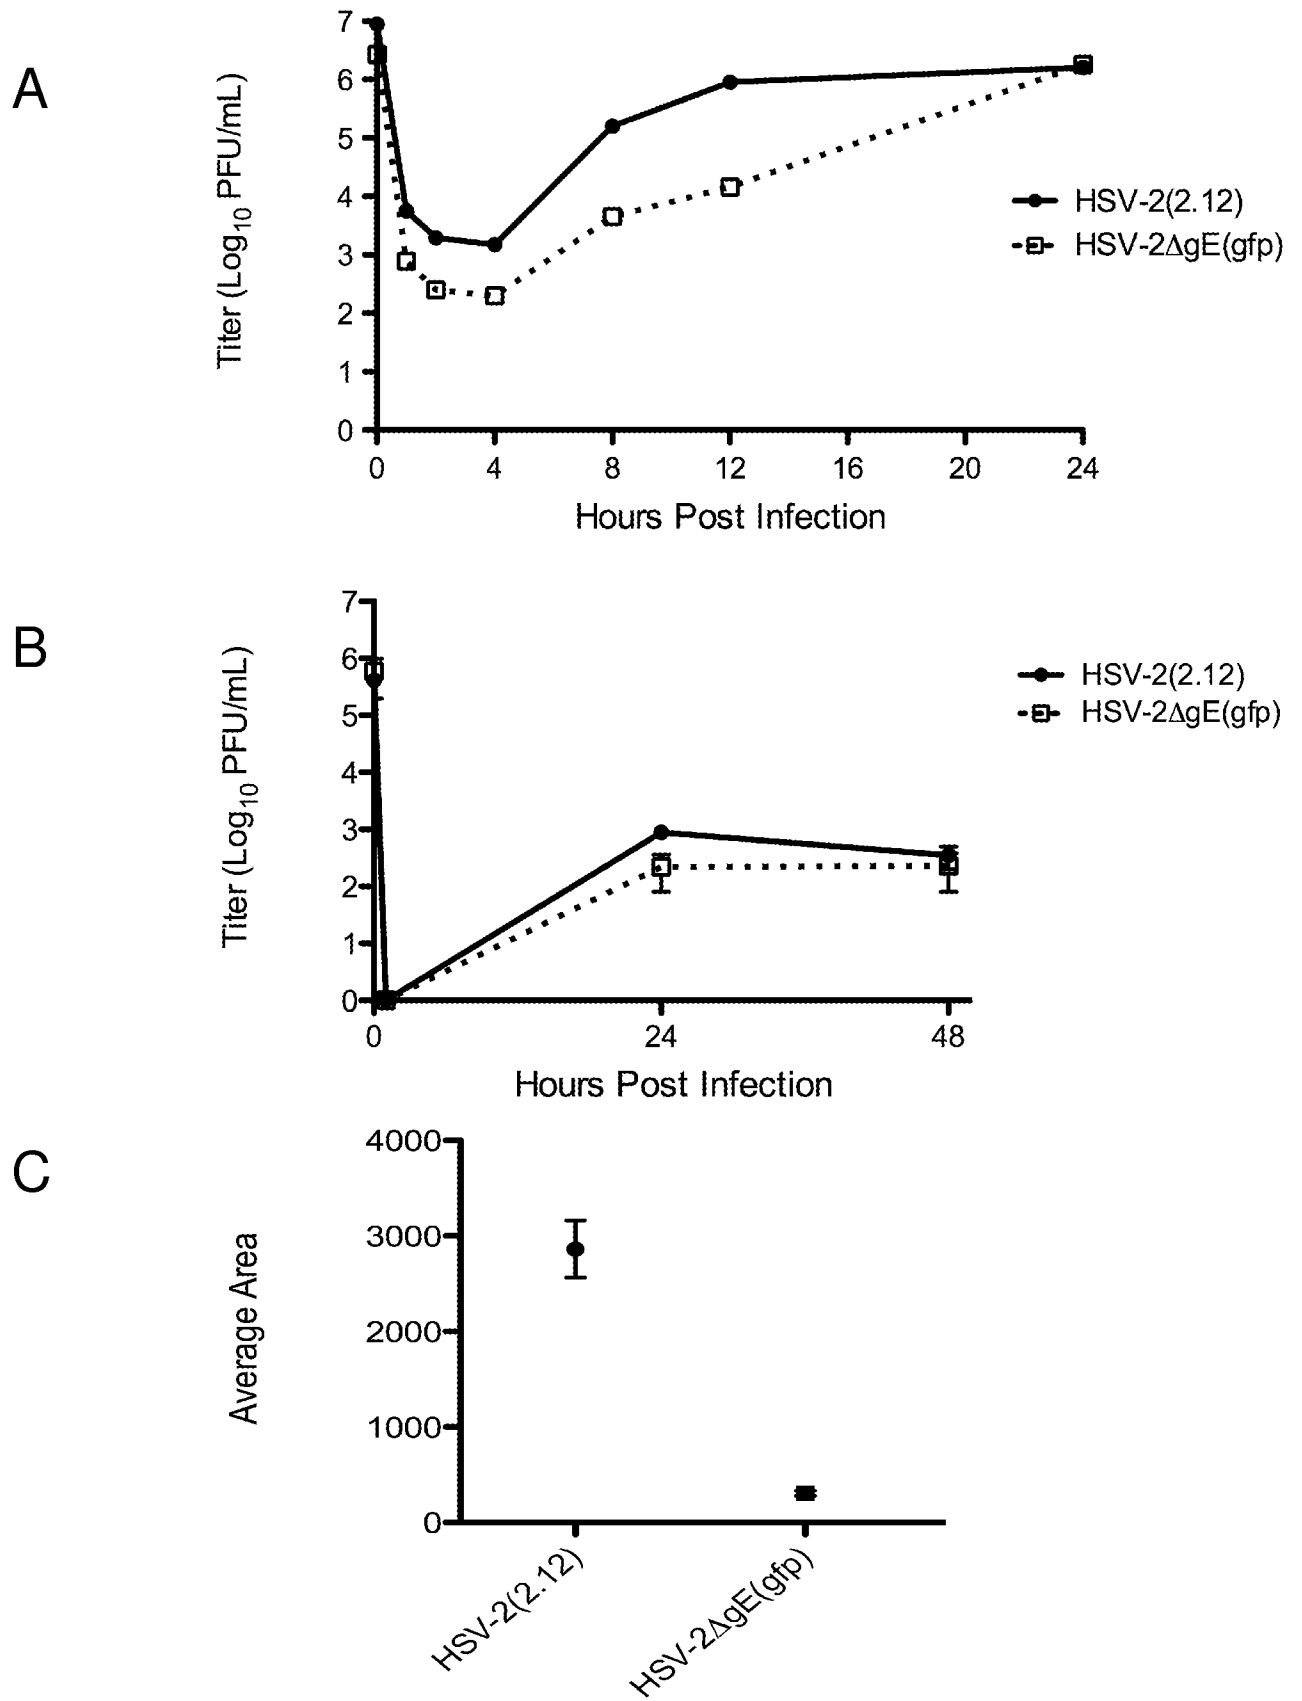 A
Titer (Log10 PFU/mL)
7
6
5
4
3
2
1
0
0 4 8 12 16 20 24
Hours Post Infection
HSV-2(2.12)
HSV-2ΔgE(gfp)
B
Titer (Log10 PFU/mL)
7
6
5
4
3
2
1
0
0 24 48
Hours Post Infection
HSV-2(2.12)
HSV-2ΔgE(gfp)
C
Average Area
4000
3000
2000
1000
0
HSV-2(2.12)
HSV-2ΔgE(gfp)